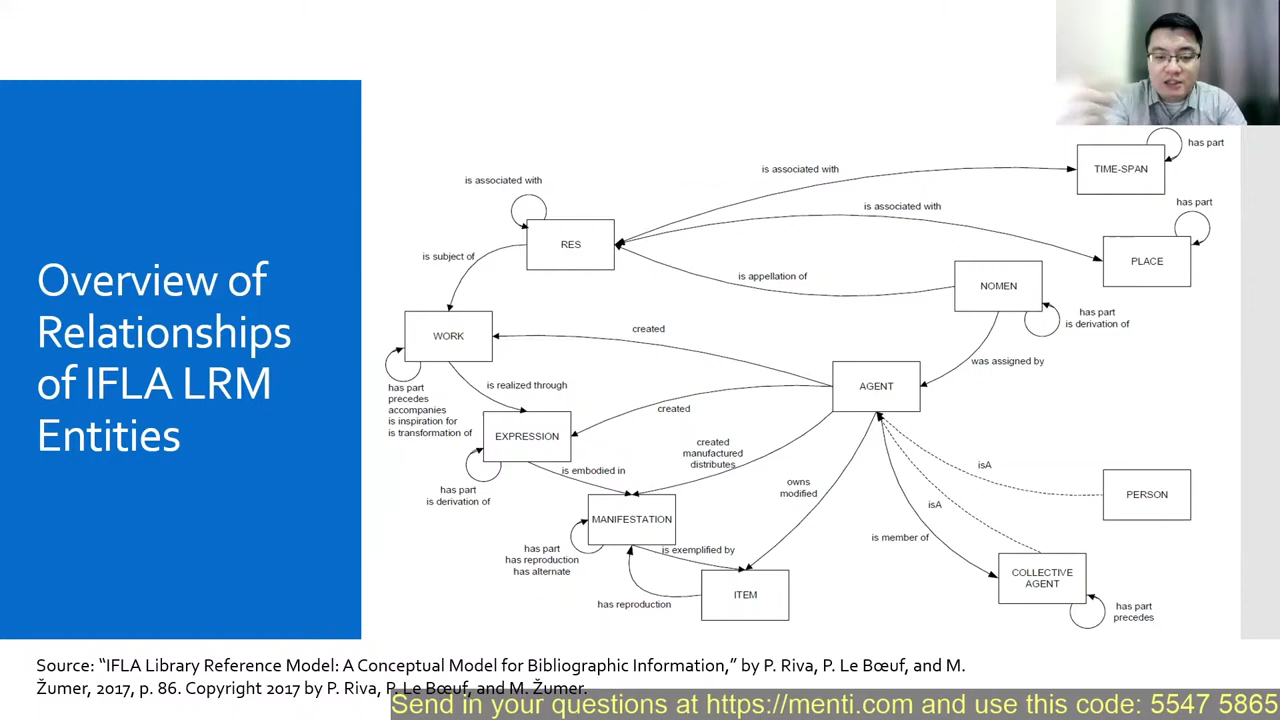 Overview of
Relationships
of IFLA LRM
Entities
is associated with
has part
TIME-SPAN
is associated with
is associated with
has part
RES
is subject of
PLACE
is appellation of
NOMEN
has part
is derivation of
created
WORK
was assigned by
has part
precedes
accompanies
is inspiration for
is transformation of
is realized through
AGENT
created
EXPRESSION
created
manufactured
distributes
is embodied in
has part
is derivation of
owns
modified
isA
PERSON
isA
MANIFESTATION
is member of
has part
has reproduction
has alternate
is exemplified by
COLLECTIVE
AGENT
ITEM
has reproduction
has part
precedes
Source: “IFLA Library Reference Model: A Conceptual Model for Bibliographic Information,” by P. Riva, P. Le Bœuf, and M.
Žumer, 2017, p. 86. Copyright 2017 by P. Riva, P. Le Bœuf, and M. Žumer.
Send in your questions at https://menti.com and use this code: 5547 5865